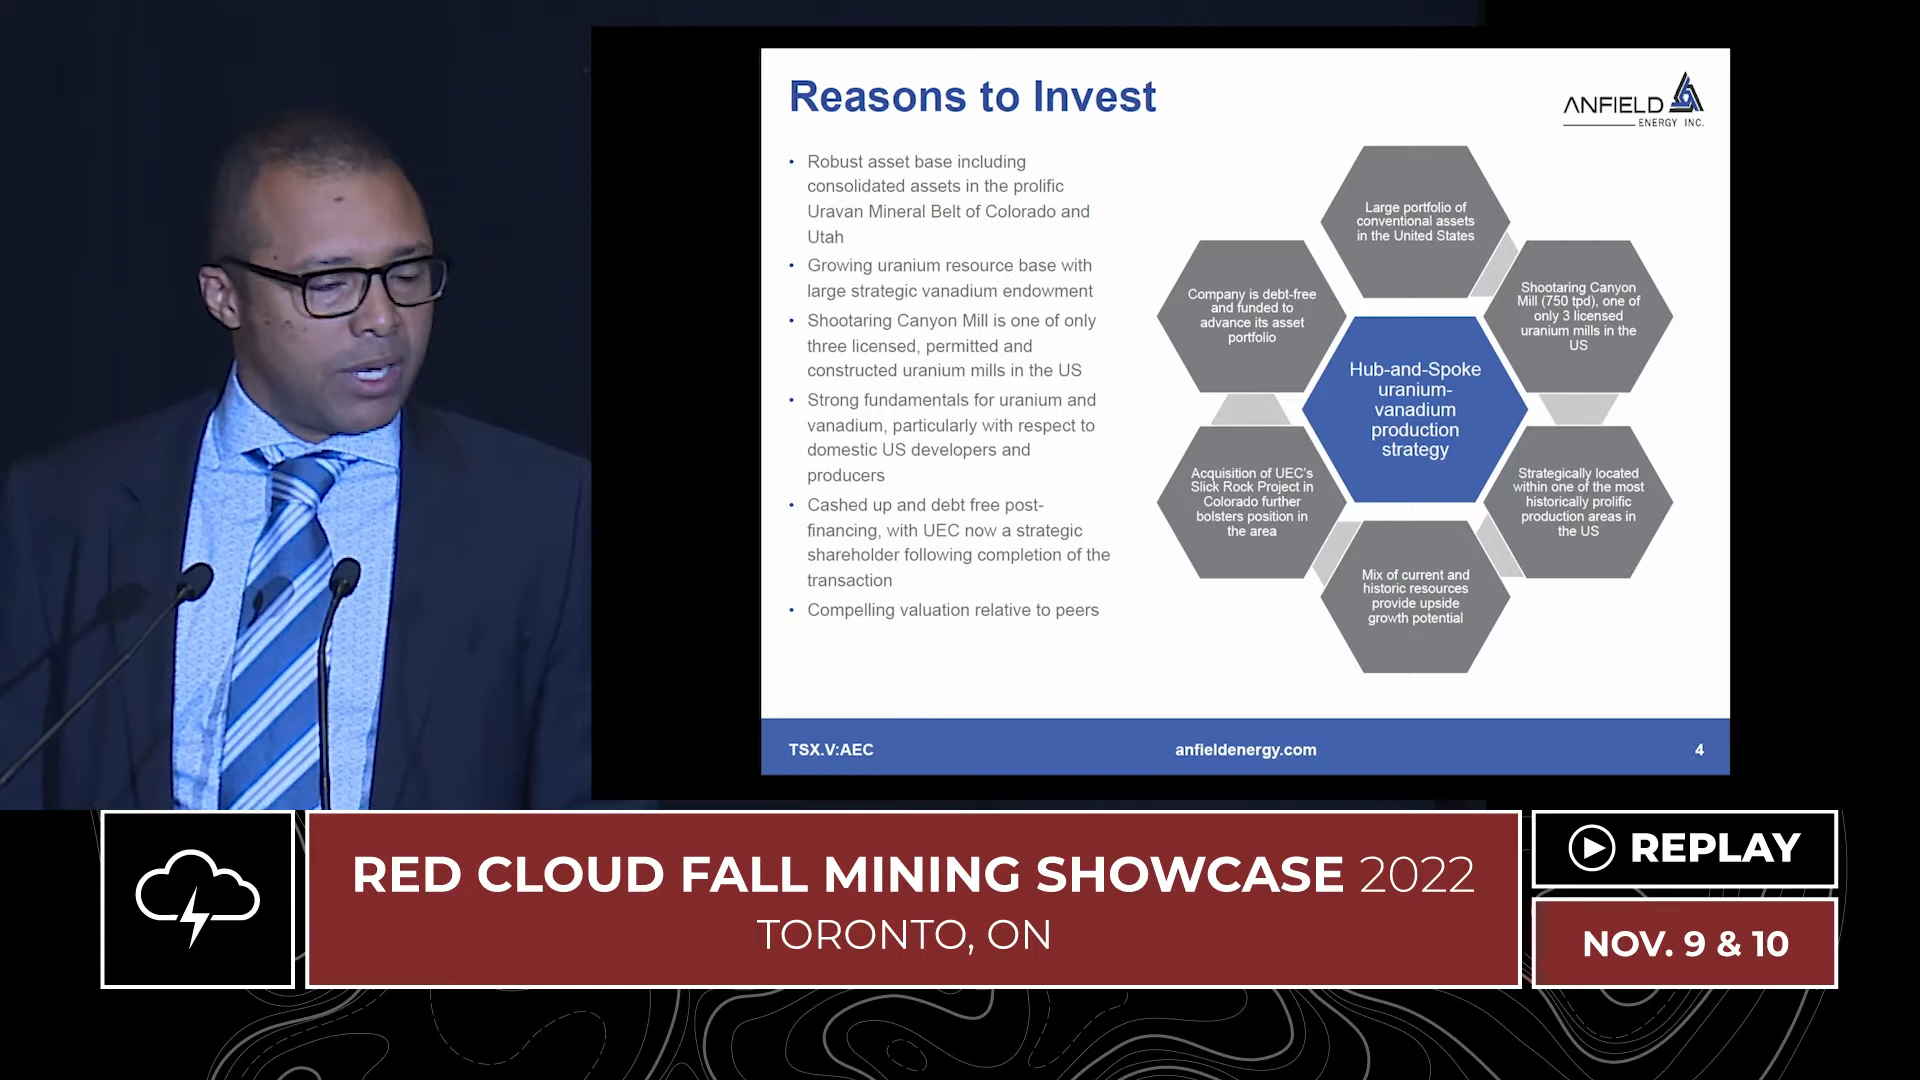 Reasons to Invest
ANFIELD
ENERGY INC.
• Robust asset base including
consolidated assets in the prolific
Uravan Mineral Belt of Colorado and
Utah
• Growing uranium resource base with
large strategic vanadium endowment
• Shootaring Canyon Mill is one of only
three licensed, permitted and
constructed uranium mills in the US
• Strong fundamentals for uranium and
vanadium, particularly with respect to
domestic US developers and
producers
• Cashed up and debt free post-
financing, with UEC now a strategic
shareholder following completion of the
transaction
• Compelling valuation relative to peers
Large portfolio of
conventional assets
in the United States
Shootaring Canyon
Mill (750 tpd), one of
only 3 licensed
uranium mills in the
US
Strategically located
within one of the most
historically prolific
production areas in
the US
Mix of current and
historic resources
provide upside
growth potential
Acquisition of UEC's
Slick Rock Project in
Colorado further
bolsters position in
the area
Company is debt-free
and funded to
advance its asset
portfolio
Hub-and-Spoke
uranium-
vanadium
production
strategy
TSX.V:AEC
anfieldenergy.com
4
RED CLOUD FALL MINING SHOWCASE 2022
TORONTO, ON
REPLAY
NOV. 9 & 10